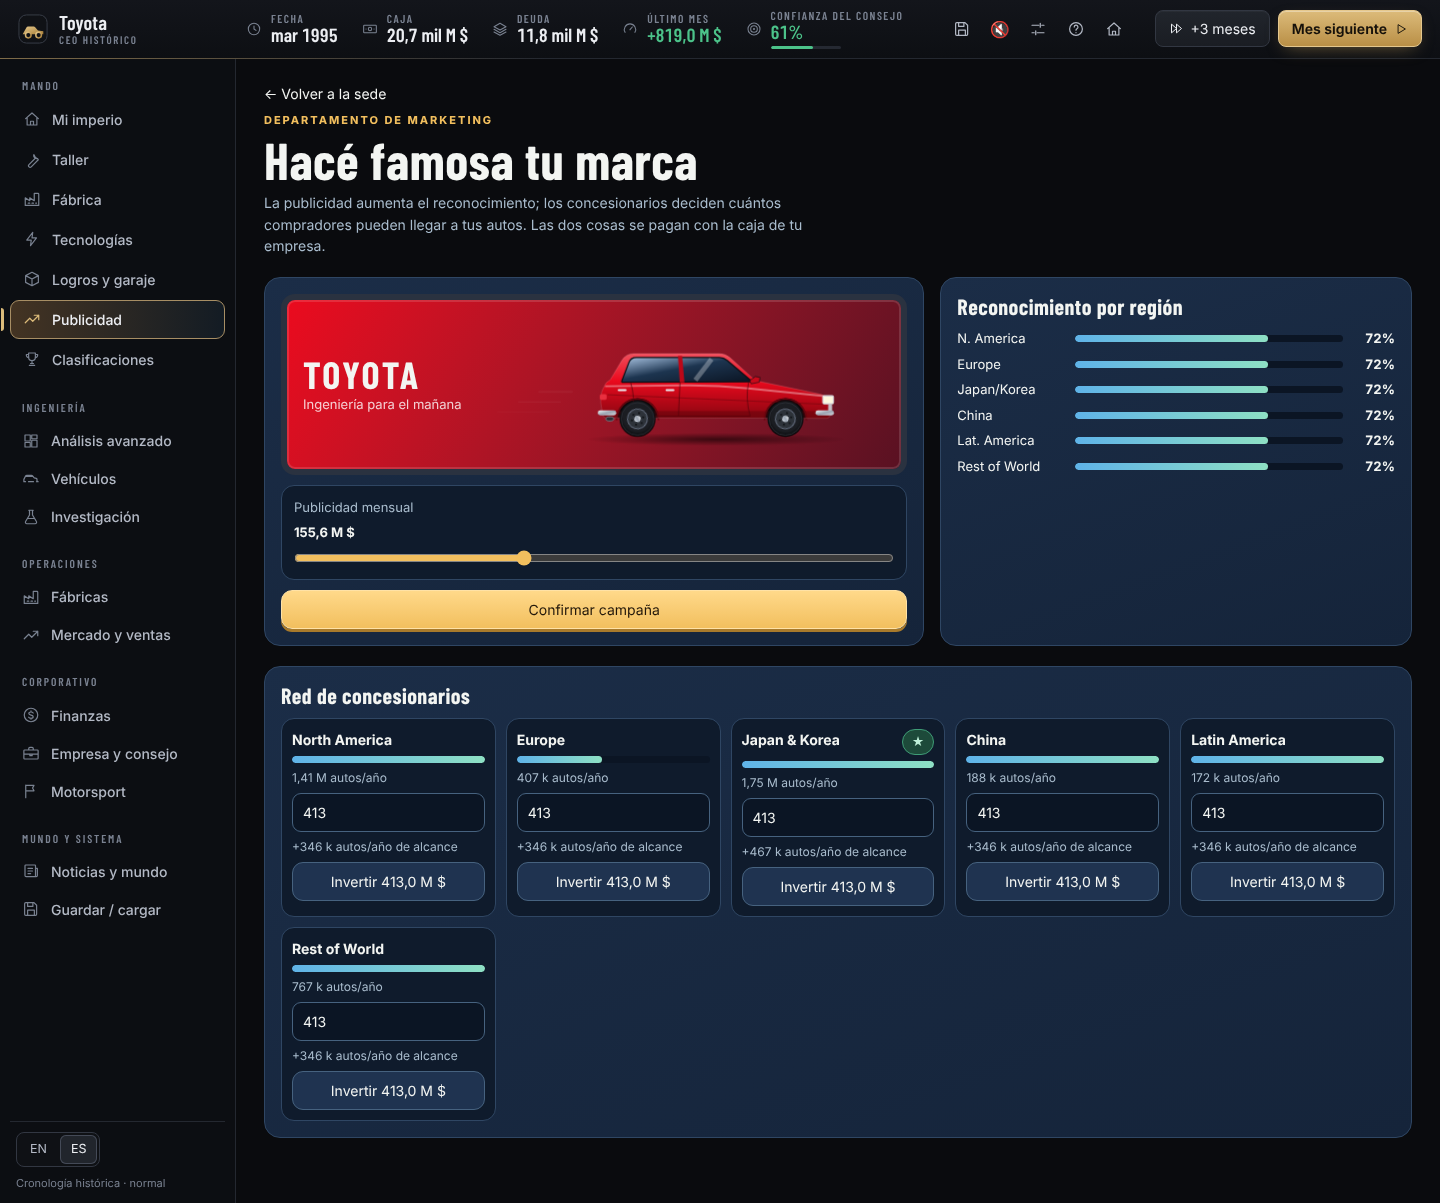 Toyota
CEO HISTÓRICO
FECHA
mar 1995
CAJA
20,7 mil M $
DEUDA
11,8 mil M $
ÚLTIMO MES
+819,0 M $
CONFIANZA DEL CONSEJO
61%
+3 meses
Mes siguiente
MANDO
Mi imperio
Taller
Fábrica
Tecnologías
Logros y garaje
Publicidad
Clasificaciones
INGENIERÍA
Análisis avanzado
Vehículos
Investigación
OPERACIONES
Fábricas
Mercado y ventas
CORPORATIVO
Finanzas
Empresa y consejo
Motorsport
MUNDO Y SISTEMA
Noticias y mundo
Guardar / cargar
EN
ES
Cronología histórica · normal
← Volver a la sede
DEPARTAMENTO DE MARKETING
Hacé famosa tu marca
La publicidad aumenta el reconocimiento; los concesionarios deciden cuántos
compradores pueden llegar a tus autos. Las dos cosas se pagan con la caja de tu
empresa.
TOYOTA
Ingeniería para el mañana
Publicidad mensual
155,6 M $
Confirmar campaña
Reconocimiento por región
N. America 72%
Europe 72%
Japan/Korea 72%
China 72%
Lat. America 72%
Rest of World 72%
Red de concesionarios
North America
1,41 M autos/año
413
+346 k autos/año de alcance
Invertir 413,0 M $
Europe
407 k autos/año
413
+346 k autos/año de alcance
Invertir 413,0 M $
Japan & Korea ★
1,75 M autos/año
413
+467 k autos/año de alcance
Invertir 413,0 M $
China
188 k autos/año
413
+346 k autos/año de alcance
Invertir 413,0 M $
Latin America
172 k autos/año
413
+346 k autos/año de alcance
Invertir 413,0 M $
Rest of World
767 k autos/año
413
+346 k autos/año de alcance
Invertir 413,0 M $